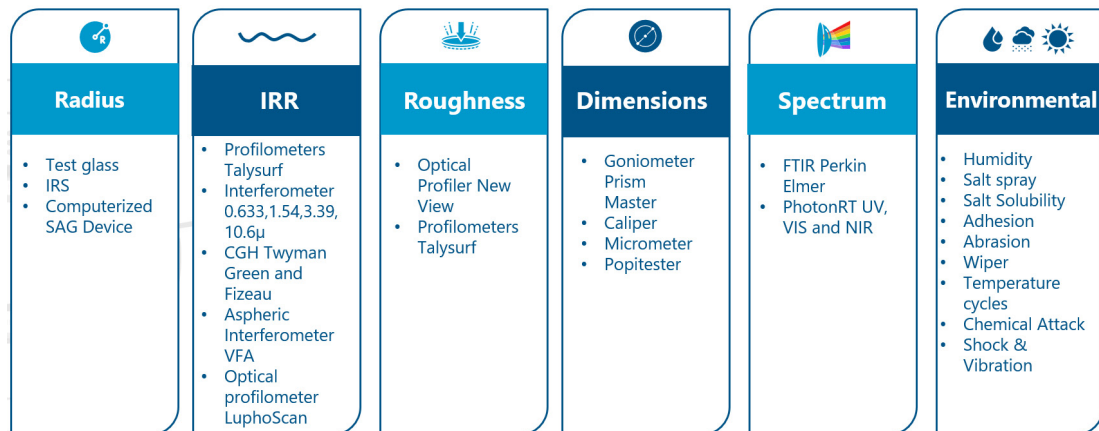 R
Radius
• Test glass
• IRS
• Computerized
SAG Device
IRR
• Profilometers
Talysurf
• Interferometer
0.633,1.54,3.39,
10.6µ
• CGH Twyman
Green and
Fizeau
• Aspheric
Interferometer
VFA
• Optical
profilometer
LuphoScan
Roughness
• Optical
Profiler New
View
• Profilometers
Talysurf
Dimensions
• Goniometer
Prism
Master
• Caliper
• Micrometer
• Popitester
Spectrum
• FTIR Perkin
Elmer
• PhotonRT UV,
VIS and NIR
Environmental
• Humidity
• Salt spray
• Salt Solubility
• Adhesion
• Abrasion
• Wiper
• Temperature
cycles
• Chemical Attack
• Shock &
Vibration